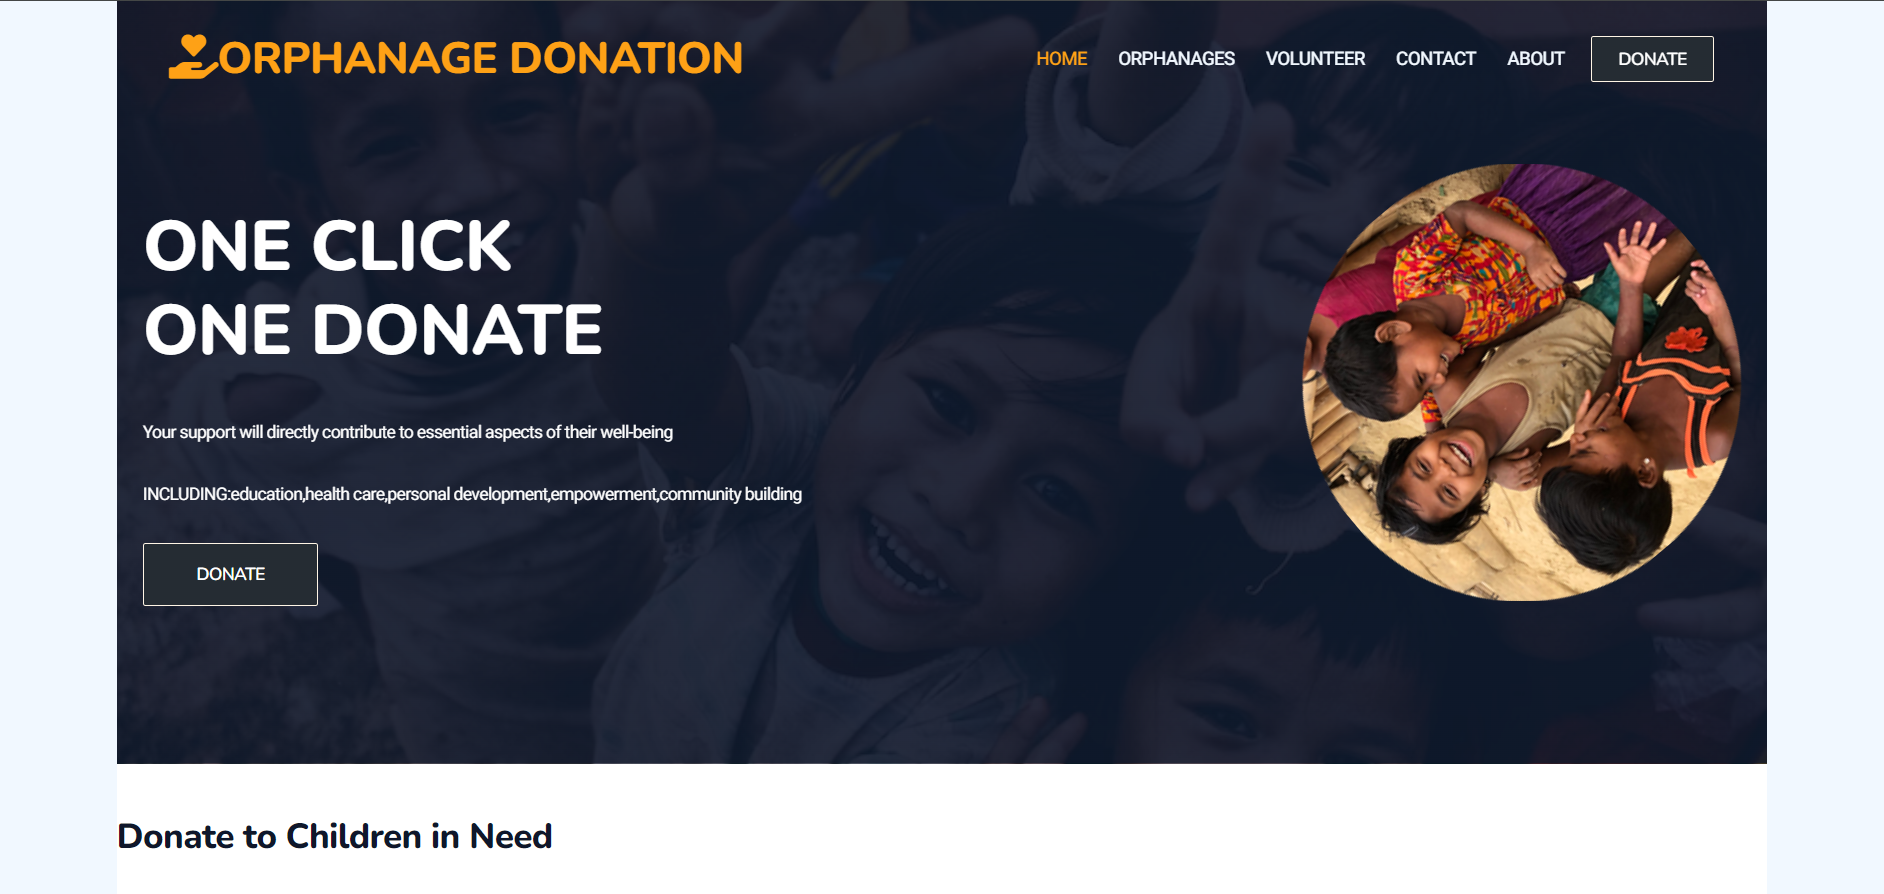 ORPHANAGE DONATION
HOME ORPHANAGES VOLUNTEER CONTACT ABOUT DONATE
ONE CLICK
ONE DONATE
Your support will directly contribute to essential aspects of their well-being
INCLUDING:education,health care,personal development,empowerment,community building
DONATE
Donate to Children in Need